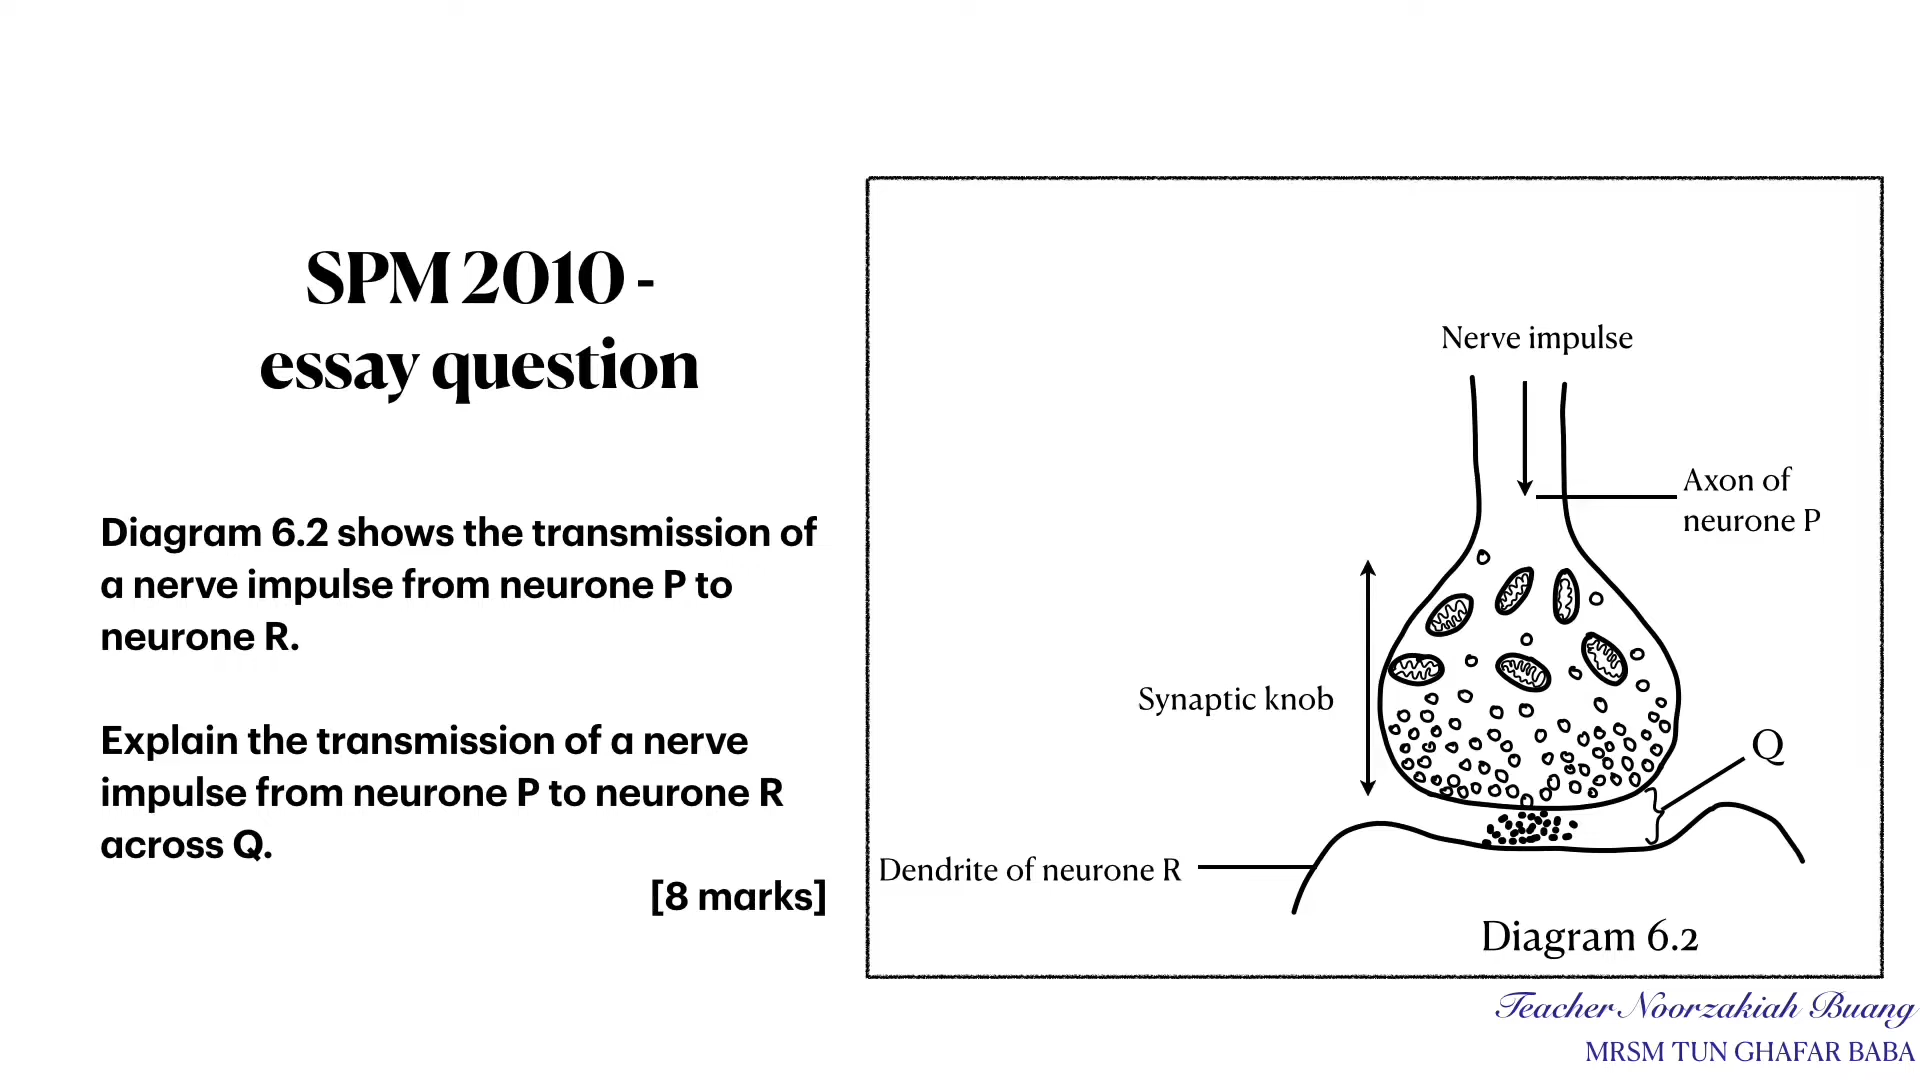 SPM 2010 -
essay question
Diagram 6.2 shows the transmission of
a nerve impulse from neurone P to
neurone R.
Explain the transmission of a nerve
impulse from neurone P to neurone R
across Q.
[8 marks]
Nerve impulse
Axon of
neurone P
Synaptic knob
Q
Dendrite of neurone R
Diagram 6.2
Teacher Noorzakiah Buang
MRSM TUN GHAFAR BABA